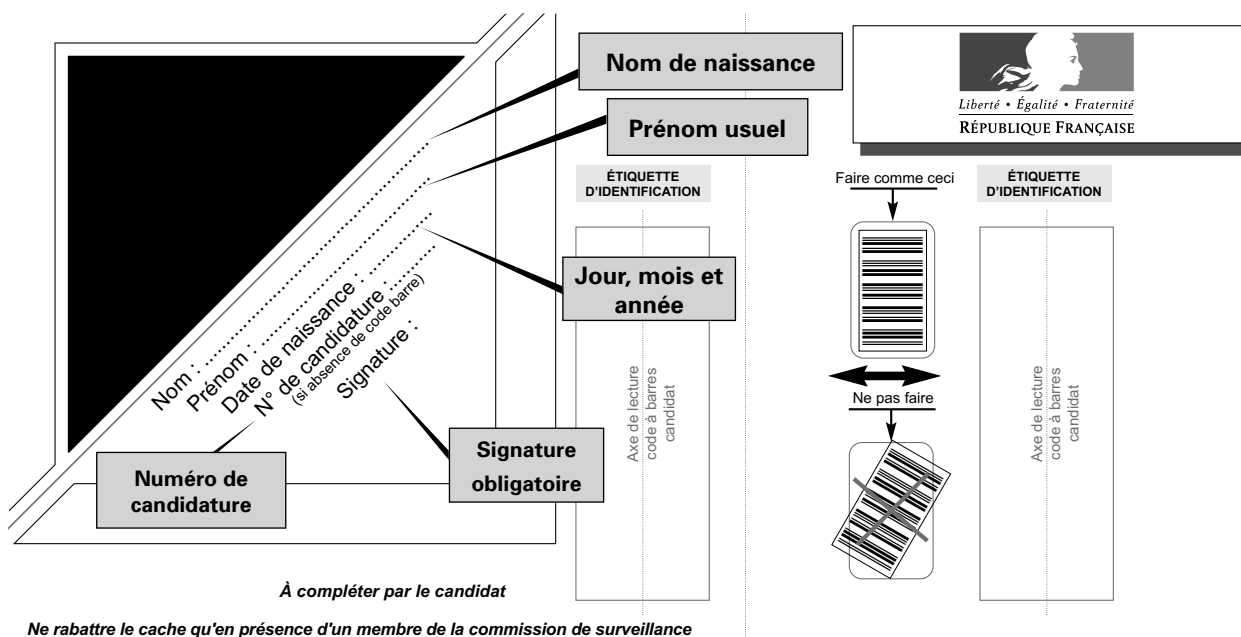 Nom de naissance
Prénom usuel
Jour, mois et
année
Nom : ..............................
Prénom : ..............................
Date de naissance : ..............
N° de candidature : ............
(si absence de code barre)
Signature :
Numéro de
candidature
Signature
obligatoire
À compléter par le candidat
Ne rabattre le cache qu'en présence d'un membre de la commission de surveillance
ÉTIQUETTE
D'IDENTIFICATION
Axe de lecture
code à barres
candidat
Liberté • Égalité • Fraternité
RÉPUBLIQUE FRANÇAISE
Faire comme ceci
Ne pas faire
ÉTIQUETTE
D'IDENTIFICATION
Axe de lecture
code à barres
candidat